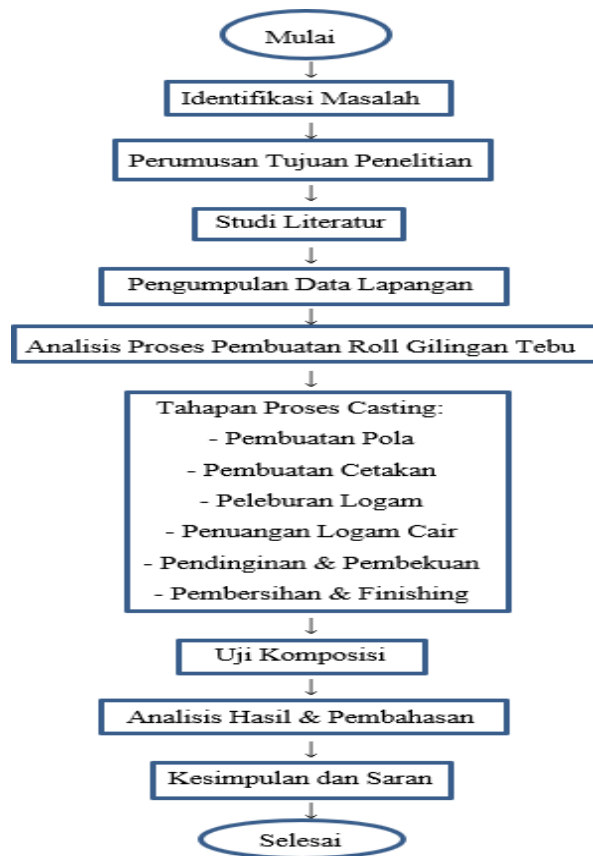 Mulai
↓
Identifikasi Masalah
↓
Perumusan Tujuan Penelitian
↓
Studi Literatur
↓
Pengumpulan Data Lapangan
↓
Analisis Proses Pembuatan Roll Gilingan Tebu
↓
Tahapan Proses Casting:
- Pembuatan Pola
- Pembuatan Cetakan
- Peleburan Logam
- Penuangan Logam Cair
- Pendinginan & Pembekuan
- Pembersihan & Finishing
↓
Uji Komposisi
↓
Analisis Hasil & Pembahasan
↓
Kesimpulan dan Saran
↓
Selesai